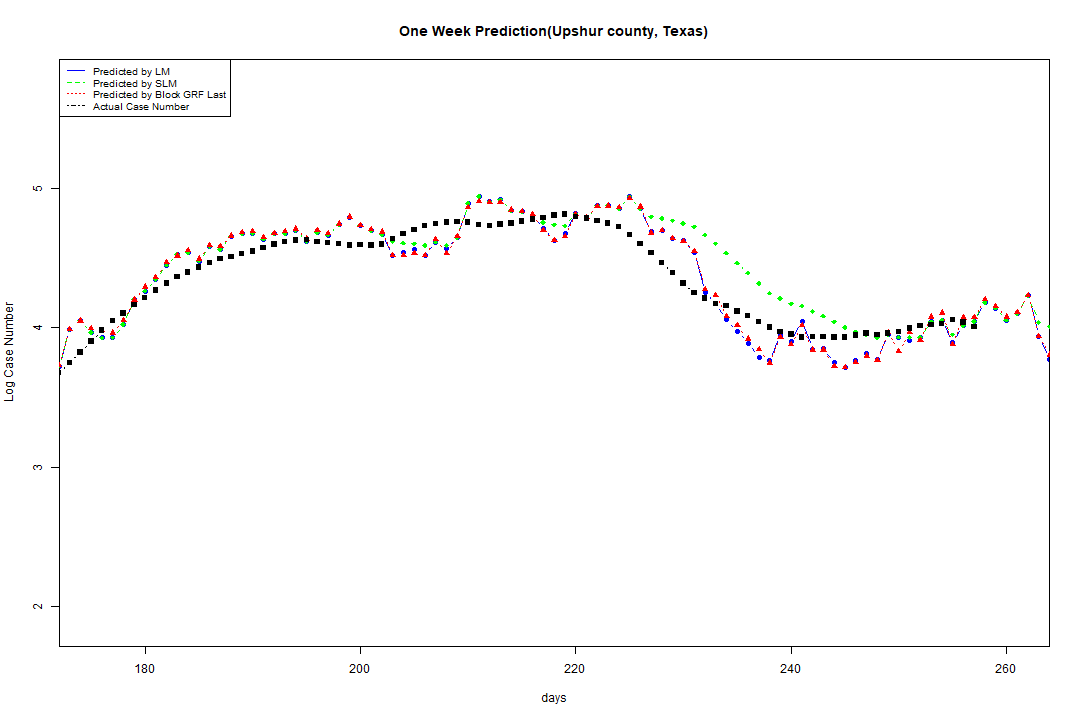 One Week Prediction(Upshur county, Texas)
Predicted by LM
Predicted by SLM
Predicted by Block GRF Last
Actual Case Number
Log Case Number
5
4
3
2
180 200 220 240 260
days